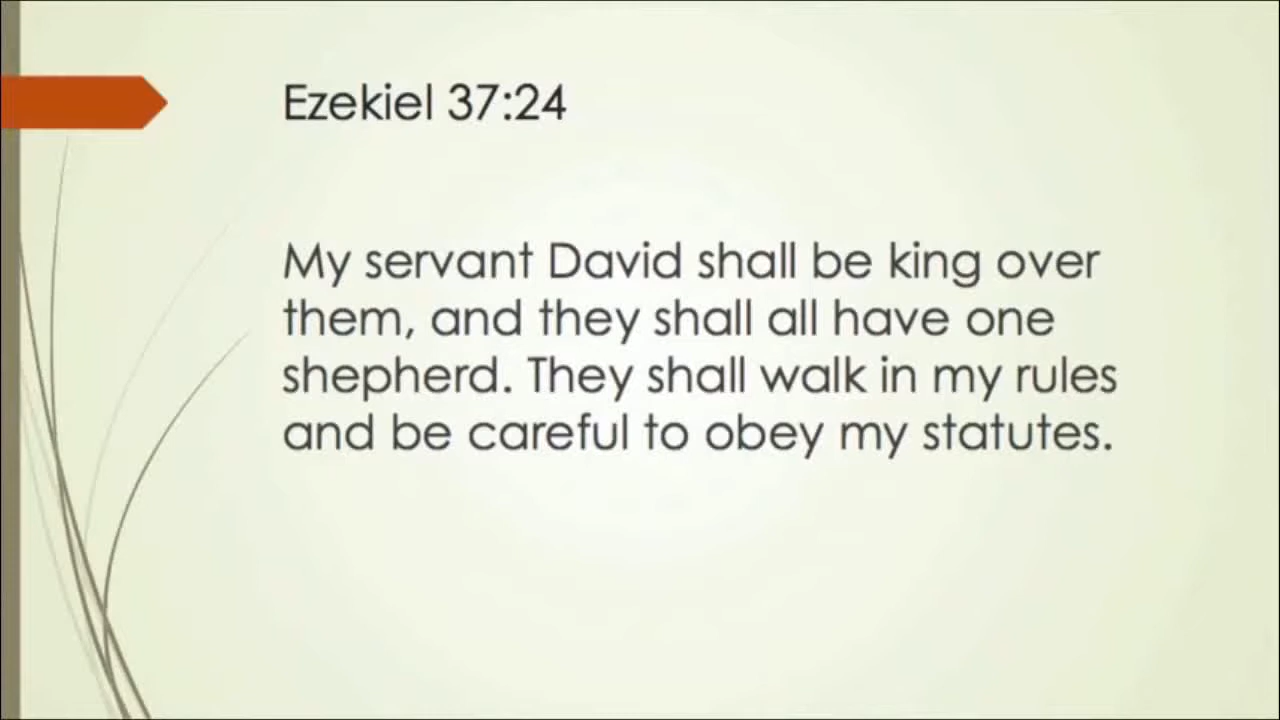 Ezekiel 37:24
My servant David shall be king over
them, and they shall all have one
shepherd. They shall walk in my rules
and be careful to obey my statutes.